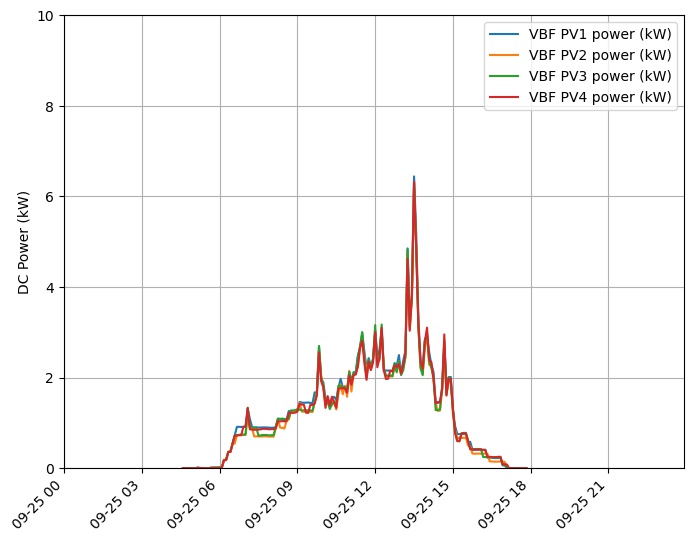 10
8
6
4
2
0
DC Power (kW)
VBF PV1 power (kW)
VBF PV2 power (kW)
VBF PV3 power (kW)
VBF PV4 power (kW)
09-25 00
09-25 03
09-25 06
09-25 09
09-25 12
09-25 15
09-25 18
09-25 21